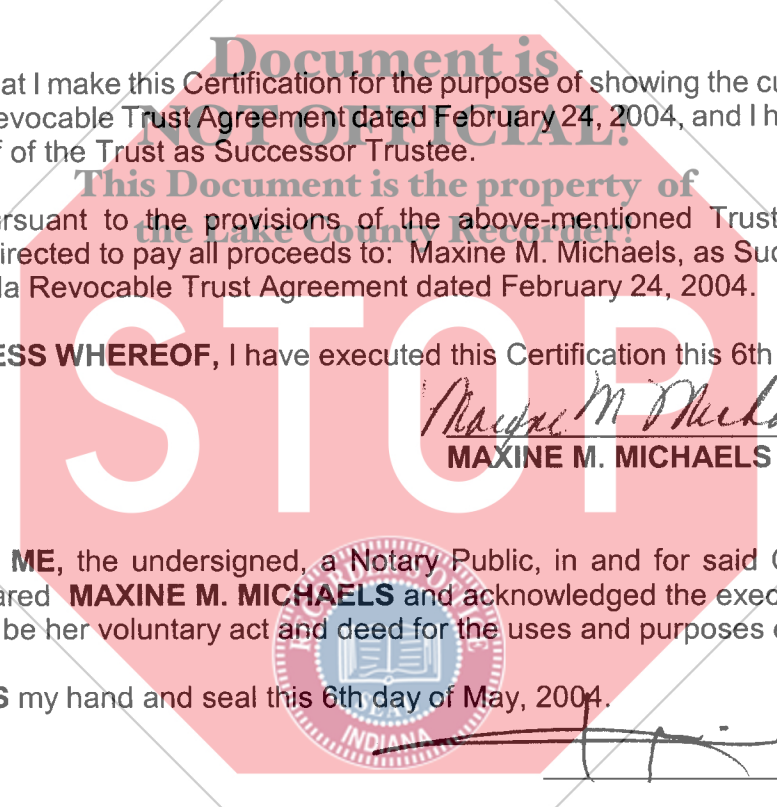 Document is
at I make this Certification for the purpose of showing the cu
evocable Trust Agreement dated February 24, 2004, and I h
NOT OFFICIAL!
f of the Trust as Successor Trustee.
This Document is the property of
rsuant to the provisions of the above-mentioned Trust
the Lake County Recorder!
irected to pay all proceeds to: Maxine M. Michaels, as Suc
la Revocable Trust Agreement dated February 24, 2004.
STOP
ESS WHEREOF, I have executed this Certification this 6th
Maxine M Micha
MAXINE M. MICHAELS
ME, the undersigned, a Notary Public, in and for said C
ared MAXINE M. MICHAELS and acknowledged the exec
be her voluntary act and deed for the uses and purposes e
RECORDER'S OFFICE
SEAL
INDIANA
S my hand and seal this 6th day of May, 2004.